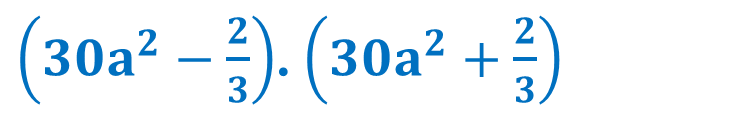 (30a² − 2/3). (30a² + 2/3)